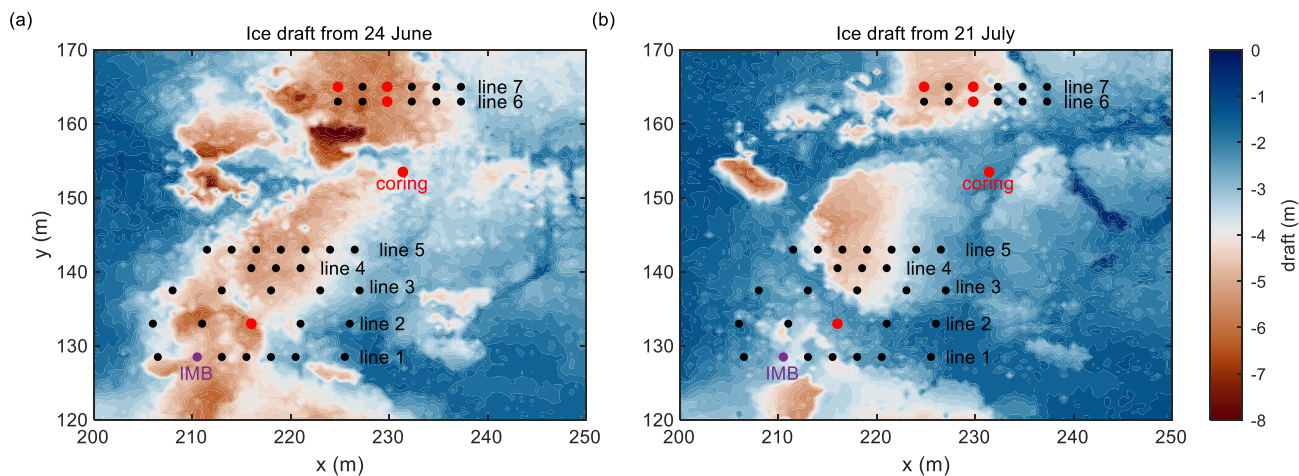 (a)
Ice draft from 24 June
170
160
150
140
130
120
200
210
220
230
240
250
x (m)
y (m)
line 7
line 6
coring
line 5
line 4
line 3
line 2
line 1
IMB
(b)
Ice draft from 21 July
170
160
150
140
130
120
200
210
220
230
240
250
x (m)
line 7
line 6
coring
line 5
line 4
line 3
line 2
line 1
IMB
0
-1
-2
-3
-4
-5
-6
-7
-8
draft (m)